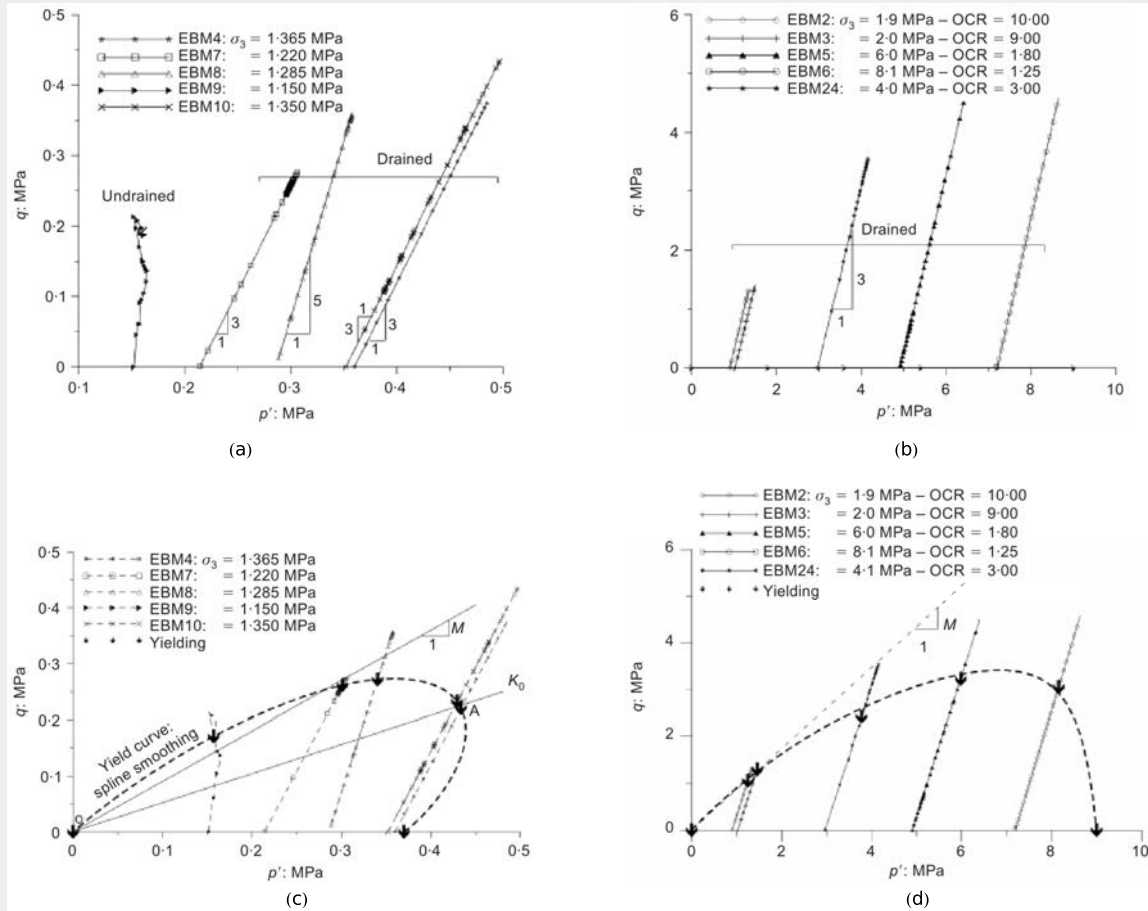 0·5
0·4
0·3
0·2
0·1
0
q: MPa
EBM4: σ3 = 1·365 MPa
EBM7: = 1·220 MPa
EBM8: = 1·285 MPa
EBM9: = 1·150 MPa
EBM10: = 1·350 MPa
Drained
Undrained
3
1
5
1
1
3
3
1
0·1 0·2 0·3 0·4 0·5
p′: MPa
(a)
6
4
2
0
q: MPa
EBM2: σ3 = 1·9 MPa – OCR = 10·00
EBM3: = 2·0 MPa – OCR = 9·00
EBM5: = 6·0 MPa – OCR = 1·80
EBM6: = 8·1 MPa – OCR = 1·25
EBM24: = 4·0 MPa – OCR = 3·00
Drained
3
1
0 2 4 6 8 10
p′: MPa
(b)
0·5
0·4
0·3
0·2
0·1
0
q: MPa
EBM4: σ3 = 1·365 MPa
EBM7: = 1·220 MPa
EBM8: = 1·285 MPa
EBM9: = 1·150 MPa
EBM10: = 1·350 MPa
Yielding
M
1
K0
A
Yield curve:
spline smoothing
0 0·1 0·2 0·3 0·4 0·5
p′: MPa
(c)
EBM2: σ3 = 1·9 MPa – OCR = 10·00
EBM3: = 2·0 MPa – OCR = 9·00
EBM5: = 6·0 MPa – OCR = 1·80
EBM6: = 8·1 MPa – OCR = 1·25
EBM24: = 4·1 MPa – OCR = 3·00
Yielding
6
4
2
0
q: MPa
M
1
0 2 4 6 8 10
p′: MPa
(d)